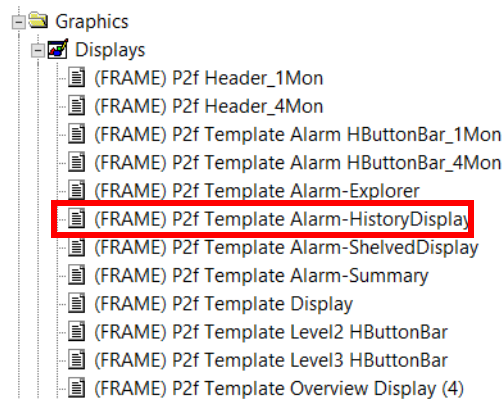 Graphics
Displays
(FRAME) P2f Header_1Mon
(FRAME) P2f Header_4Mon
(FRAME) P2f Template Alarm HButtonBar_1Mon
(FRAME) P2f Template Alarm HButtonBar_4Mon
(FRAME) P2f Template Alarm-Explorer
(FRAME) P2f Template Alarm-HistoryDisplay
(FRAME) P2f Template Alarm-ShelvedDisplay
(FRAME) P2f Template Alarm-Summary
(FRAME) P2f Template Display
(FRAME) P2f Template Level2 HButtonBar
(FRAME) P2f Template Level3 HButtonBar
(FRAME) P2f Template Overview Display (4)